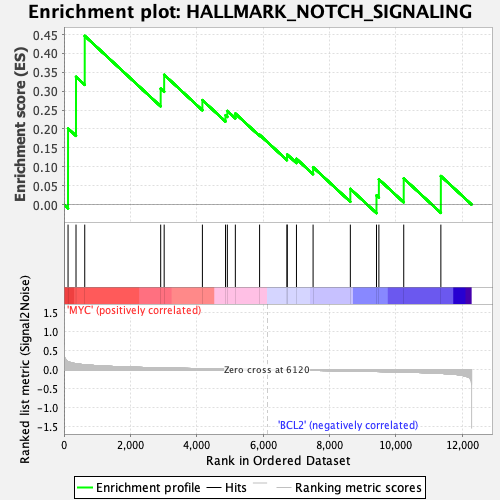 Enrichment plot: HALLMARK_NOTCH_SIGNALING
Enrichment score (ES)
0.45
0.40
0.35
0.30
0.25
0.20
0.15
0.10
0.05
0.00
'MYC' (positively correlated)
Ranked list metric (Signal2Noise)
1.5
1.0
0.5
0.0
-0.5
-1.0
-1.5
Zero cross at 6120
'BCL2' (negatively correlated)
0 2,000 4,000 6,000 8,000 10,000 12,000
Rank in Ordered Dataset
Enrichment profile Hits Ranking metric scores